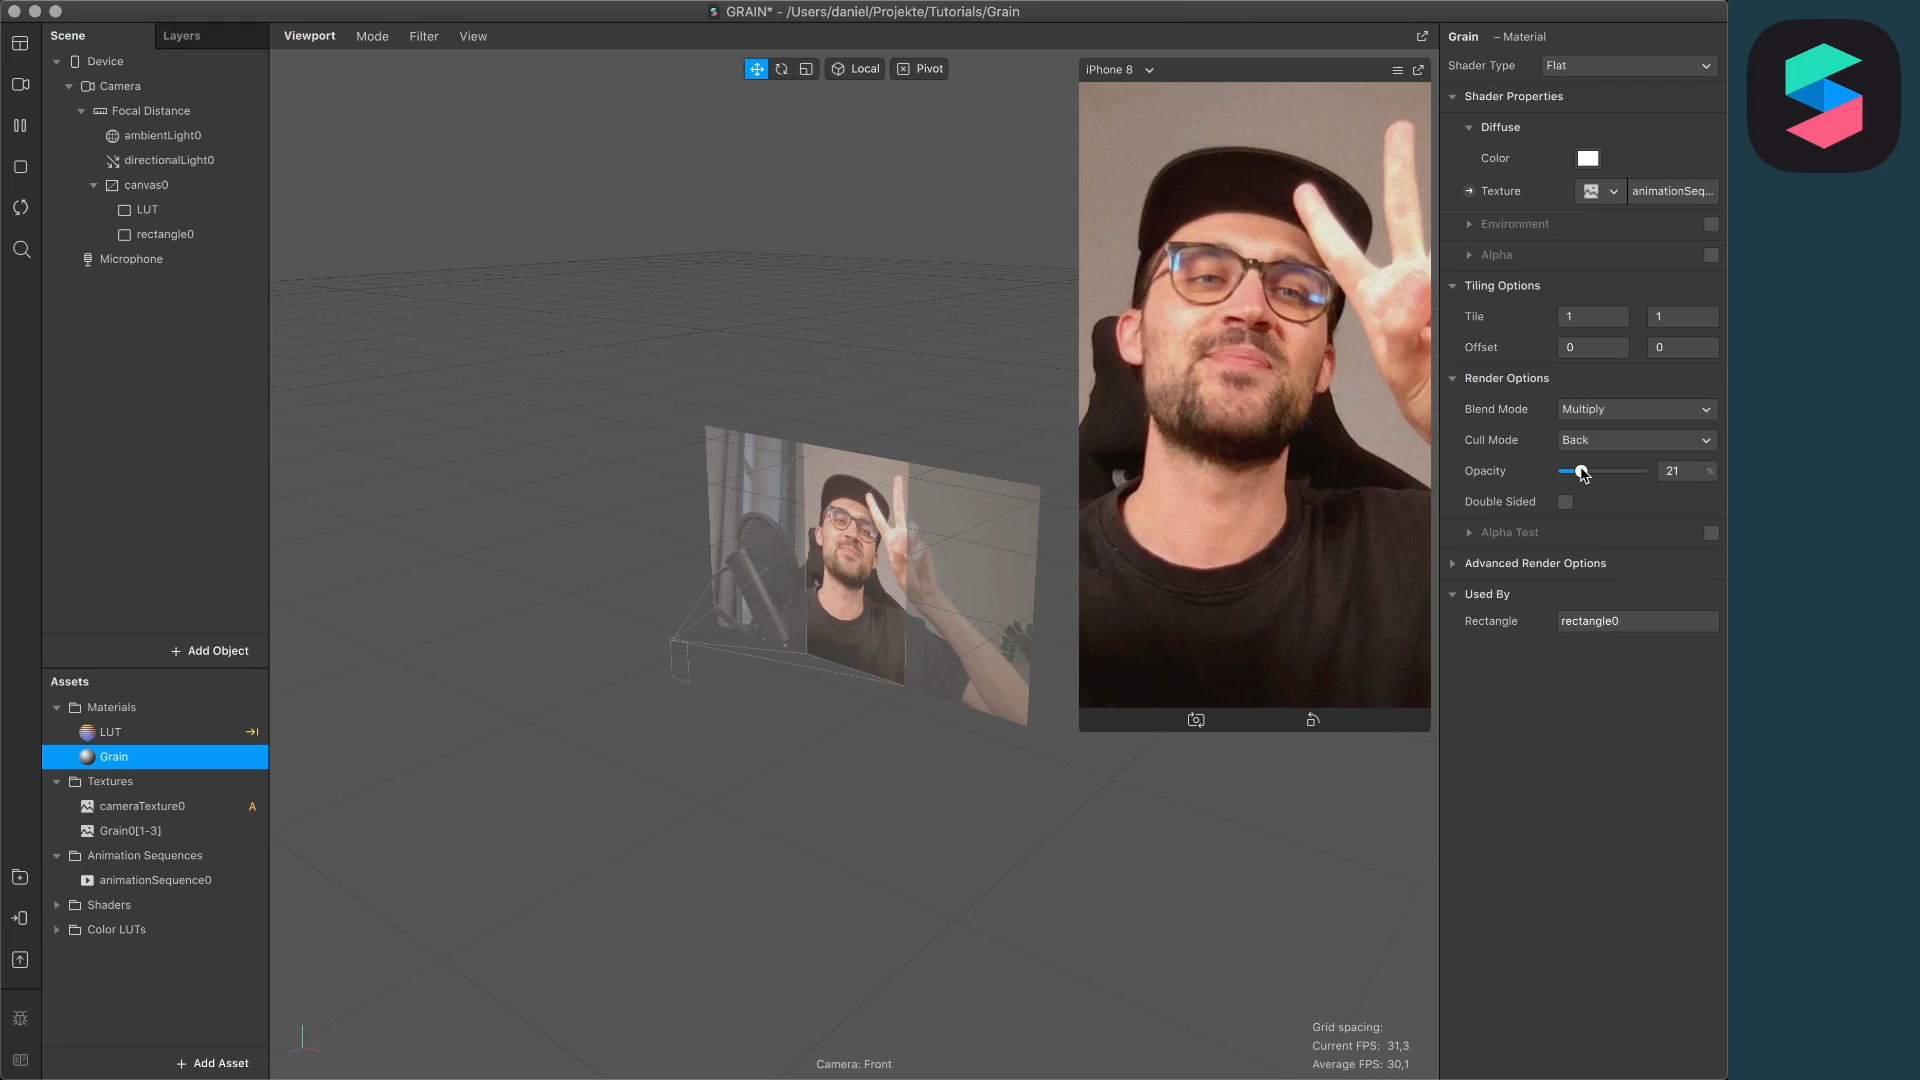 GRAIN* - /Users/daniel/Projekte/Tutorials/Grain
Scene
Layers
Device
Camera
Focal Distance
ambientLight0
directionalLight0
canvas0
LUT
rectangle0
Microphone
+ Add Object
Assets
Materials
LUT
Grain
Textures
cameraTexture0
A
Grain0[1-3]
Animation Sequences
animationSequence0
Shaders
Color LUTs
+ Add Asset
Viewport
Mode
Filter
View
Local
Pivot
iPhone 8
Camera: Front
Grid spacing:
Current FPS: 31,3
Average FPS: 30,1
Grain – Material
Shader Type
Flat
Shader Properties
Diffuse
Color
Texture
animationSeq...
Environment
Alpha
Tiling Options
Tile
1
1
Offset
0
0
Render Options
Blend Mode
Multiply
Cull Mode
Back
Opacity
21
%
Double Sided
Alpha Test
Advanced Render Options
Used By
Rectangle
rectangle0